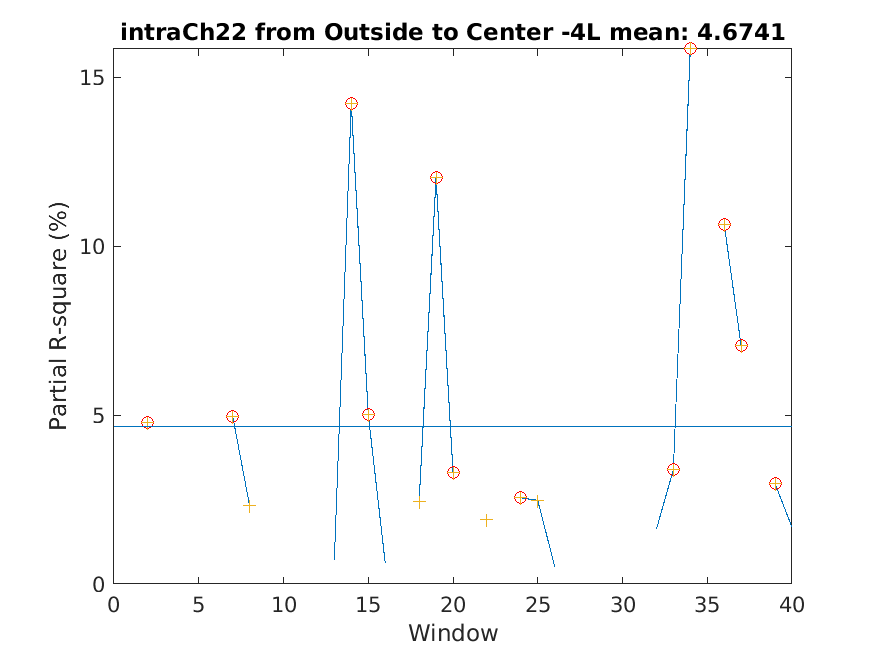 intraCh22 from Outside to Center -4L mean: 4.6741
15
10
5
0
Partial R-square (%)
0 5 10 15 20 25 30 35 40
Window